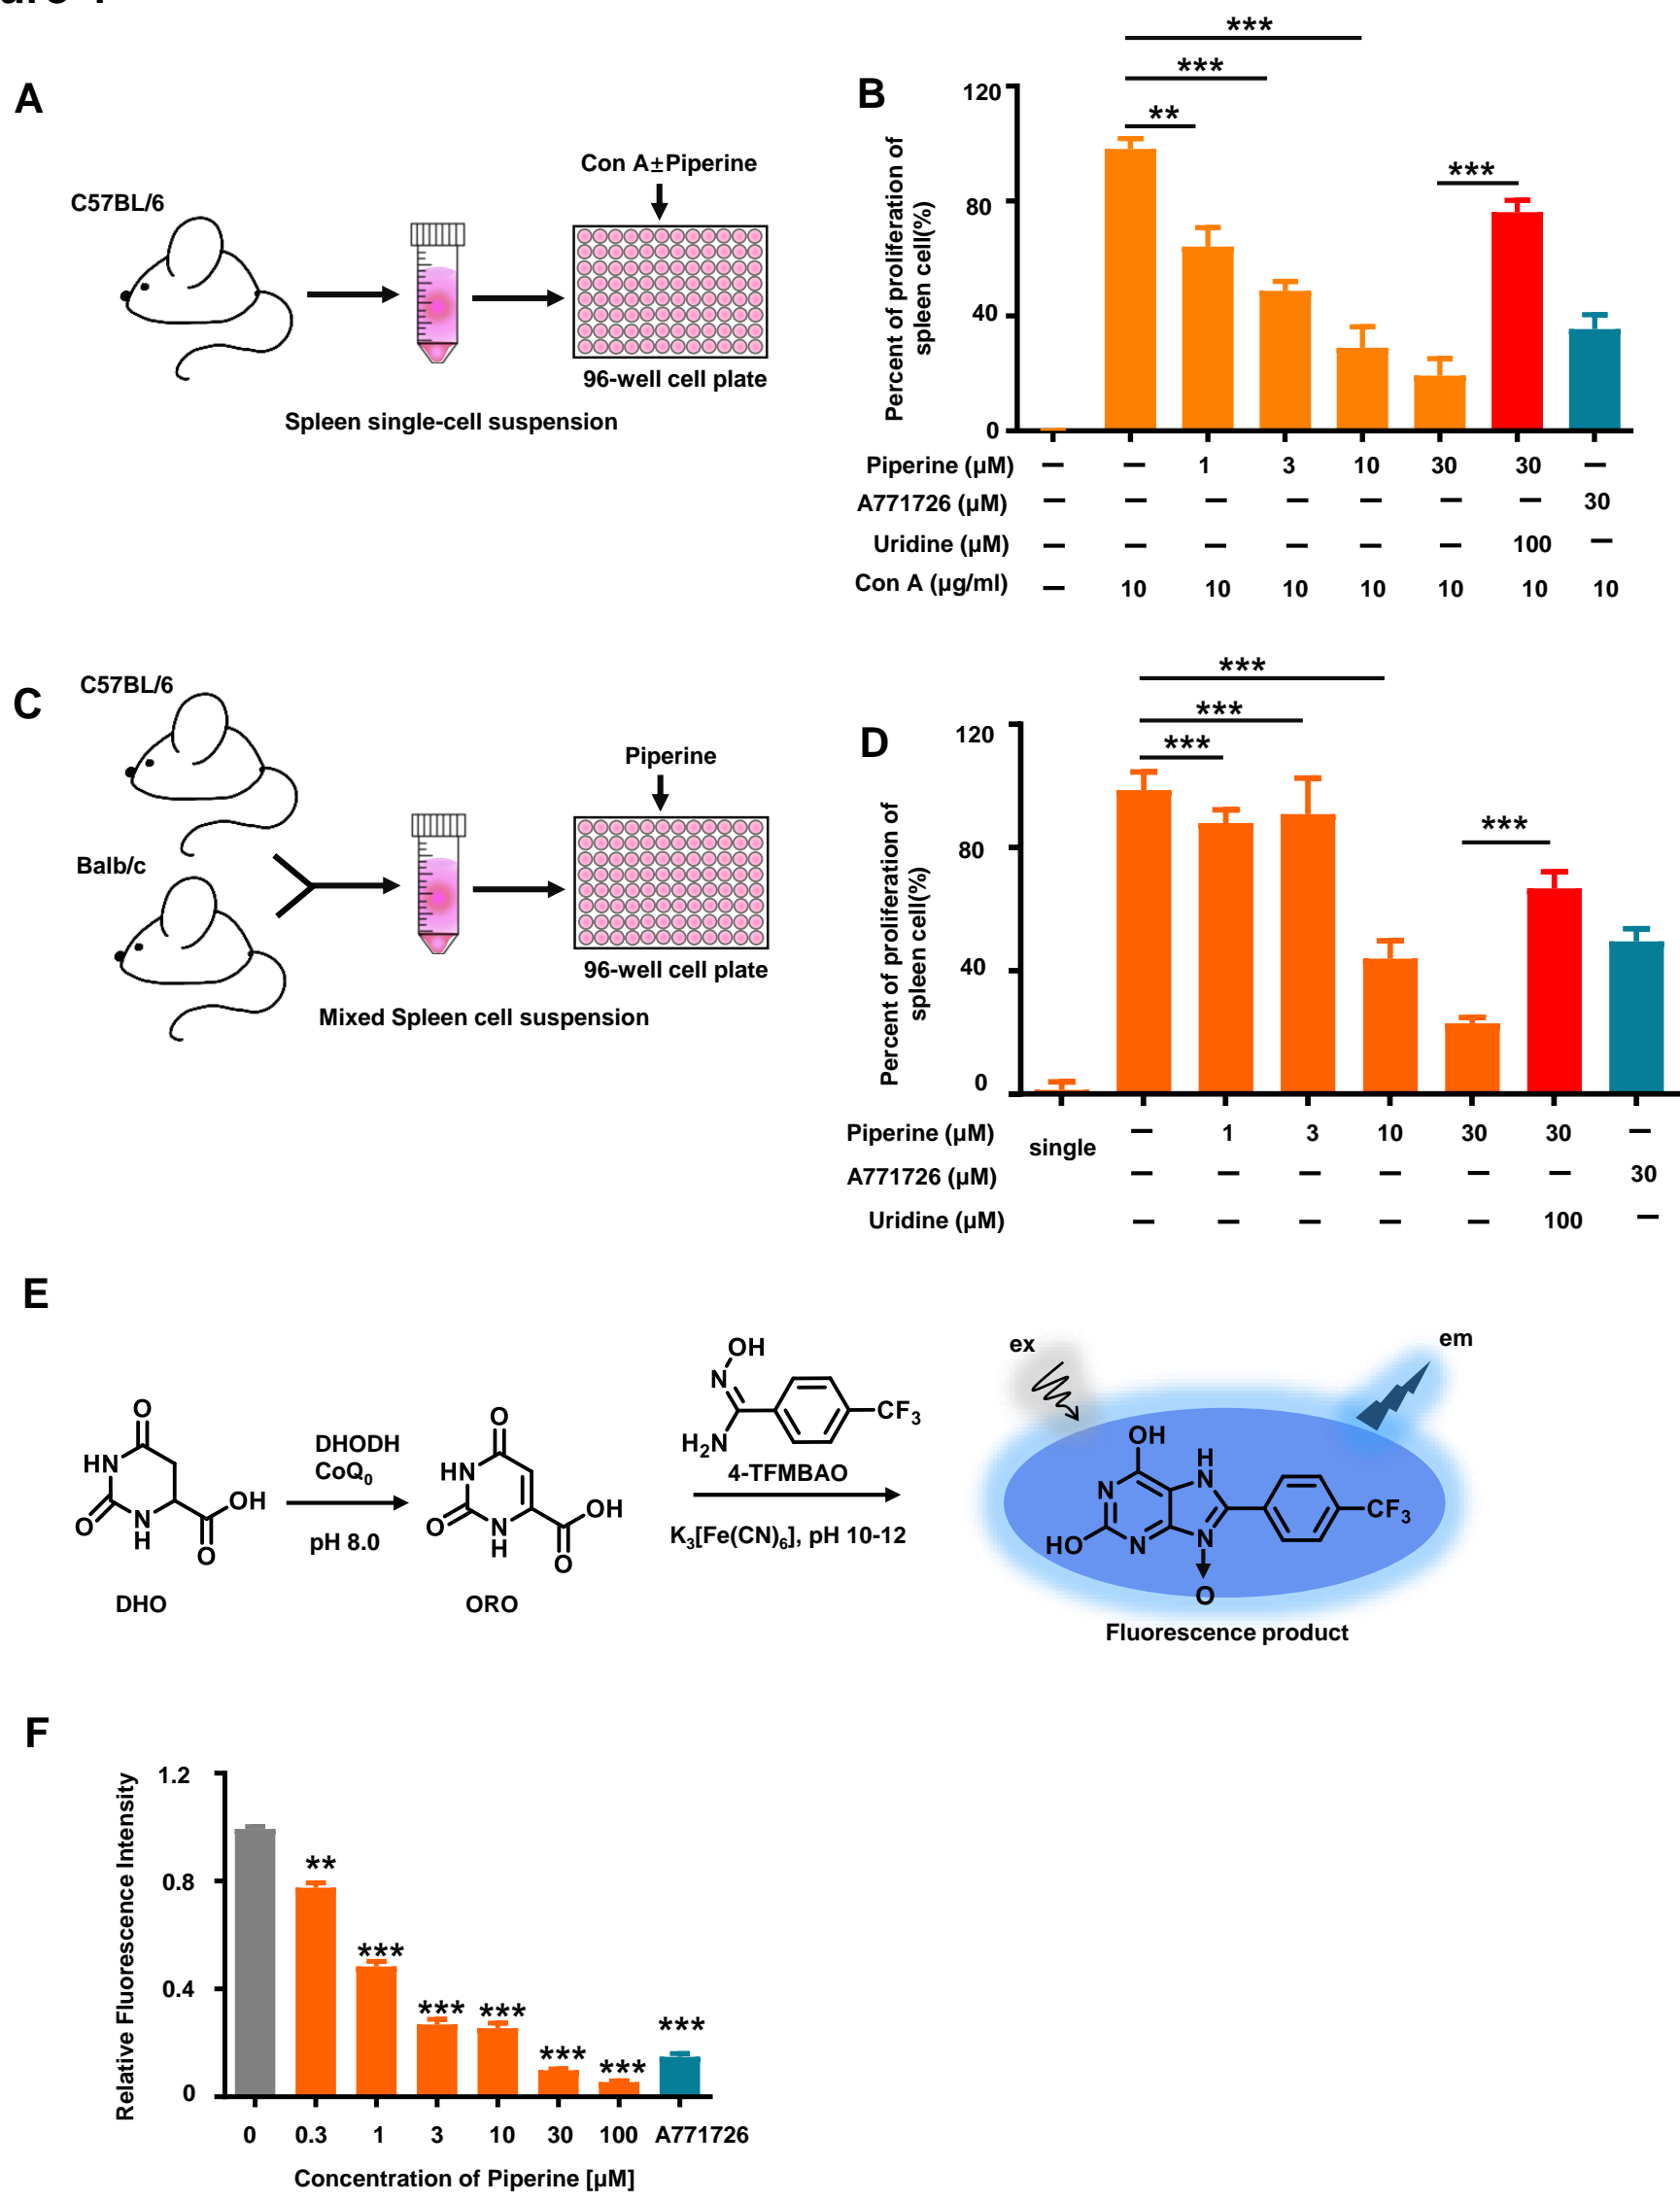 A
C57BL/6
Con A±Piperine
96-well cell plate
Spleen single-cell suspension
B
***
***
**
***
Percent of proliferation of
spleen cell(%)
120
80
40
0
Piperine (μM) — — 1 3 10 30 30 —
A771726 (μM) — — — — — — — 30
Uridine (μM) — — — — — — 100 —
Con A (μg/ml) — 10 10 10 10 10 10 10
C
C57BL/6
Balb/c
Piperine
96-well cell plate
Mixed Spleen cell suspension
D
***
***
***
***
Percent of proliferation of
spleen cell(%)
120
80
40
0
Piperine (μM) single — 1 3 10 30 30 —
A771726 (μM) — — — — — — 30
Uridine (μM) — — — — — 100 —
E
O
HN
O
N
H
OH
O
DHO
DHODH
CoQ0
pH 8.0
O
HN
O
N
H
OH
O
ORO
OH
N
H2N
CF3
4-TFMBAO
K3[Fe(CN)6], pH 10-12
ex
em
OH
H
N
N
HO
N
N
O
CF3
Fluorescence product
F
Relative Fluorescence Intensity
1.2
0.8
0.4
0
**
***
***
***
***
***
***
0 0.3 1 3 10 30 100 A771726
Concentration of Piperine [μM]